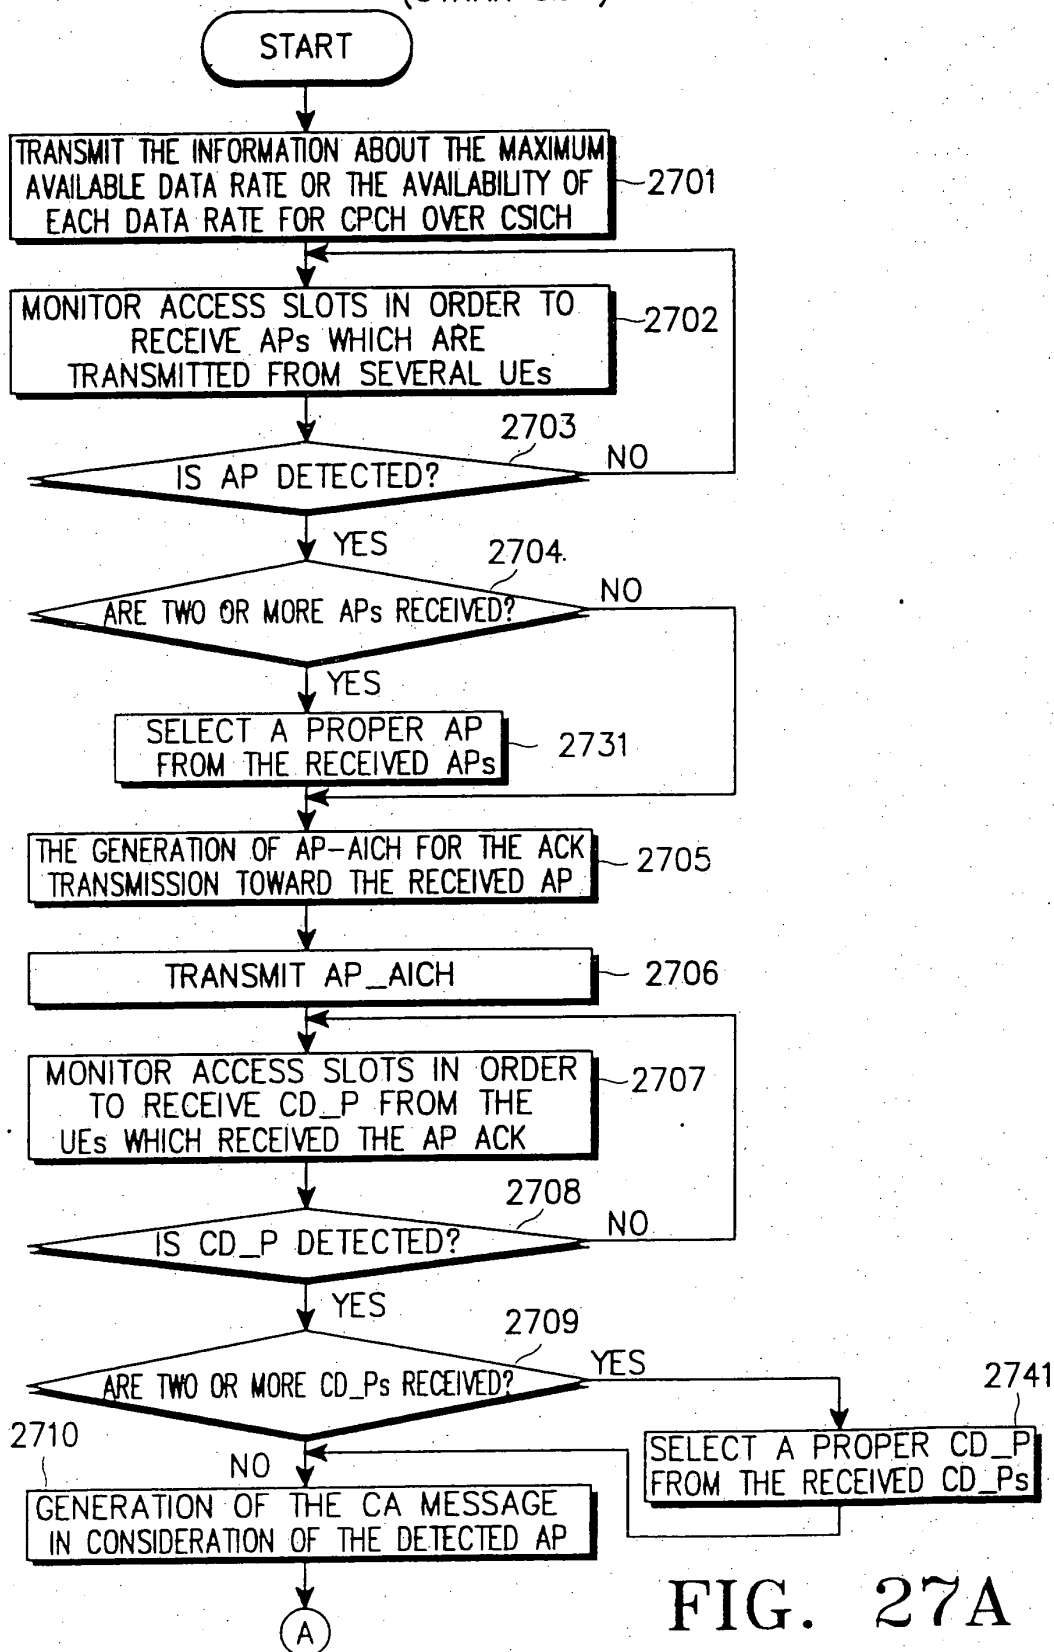 START
TRANSMIT THE INFORMATION ABOUT THE MAXIMUM
AVAILABLE DATA RATE OR THE AVAILABILITY OF
EACH DATA RATE FOR CPCH OVER CSICH
2701
MONITOR ACCESS SLOTS IN ORDER TO
RECEIVE APs WHICH ARE
TRANSMITTED FROM SEVERAL UEs
2702
2703
IS AP DETECTED?
NO
YES
2704
ARE TWO OR MORE APs RECEIVED?
NO
YES
SELECT A PROPER AP
FROM THE RECEIVED APs
2731
THE GENERATION OF AP-AICH FOR THE ACK
TRANSMISSION TOWARD THE RECEIVED AP
2705
TRANSMIT AP_AICH
2706
MONITOR ACCESS SLOTS IN ORDER
TO RECEIVE CD_P FROM THE
UEs WHICH RECEIVED THE AP ACK
2707
2708
IS CD_P DETECTED?
NO
YES
2709
ARE TWO OR MORE CD_Ps RECEIVED?
YES
2741
SELECT A PROPER CD_P
FROM THE RECEIVED CD_Ps
2710
NO
GENERATION OF THE CA MESSAGE
IN CONSIDERATION OF THE DETECTED AP
A
FIG. 27A